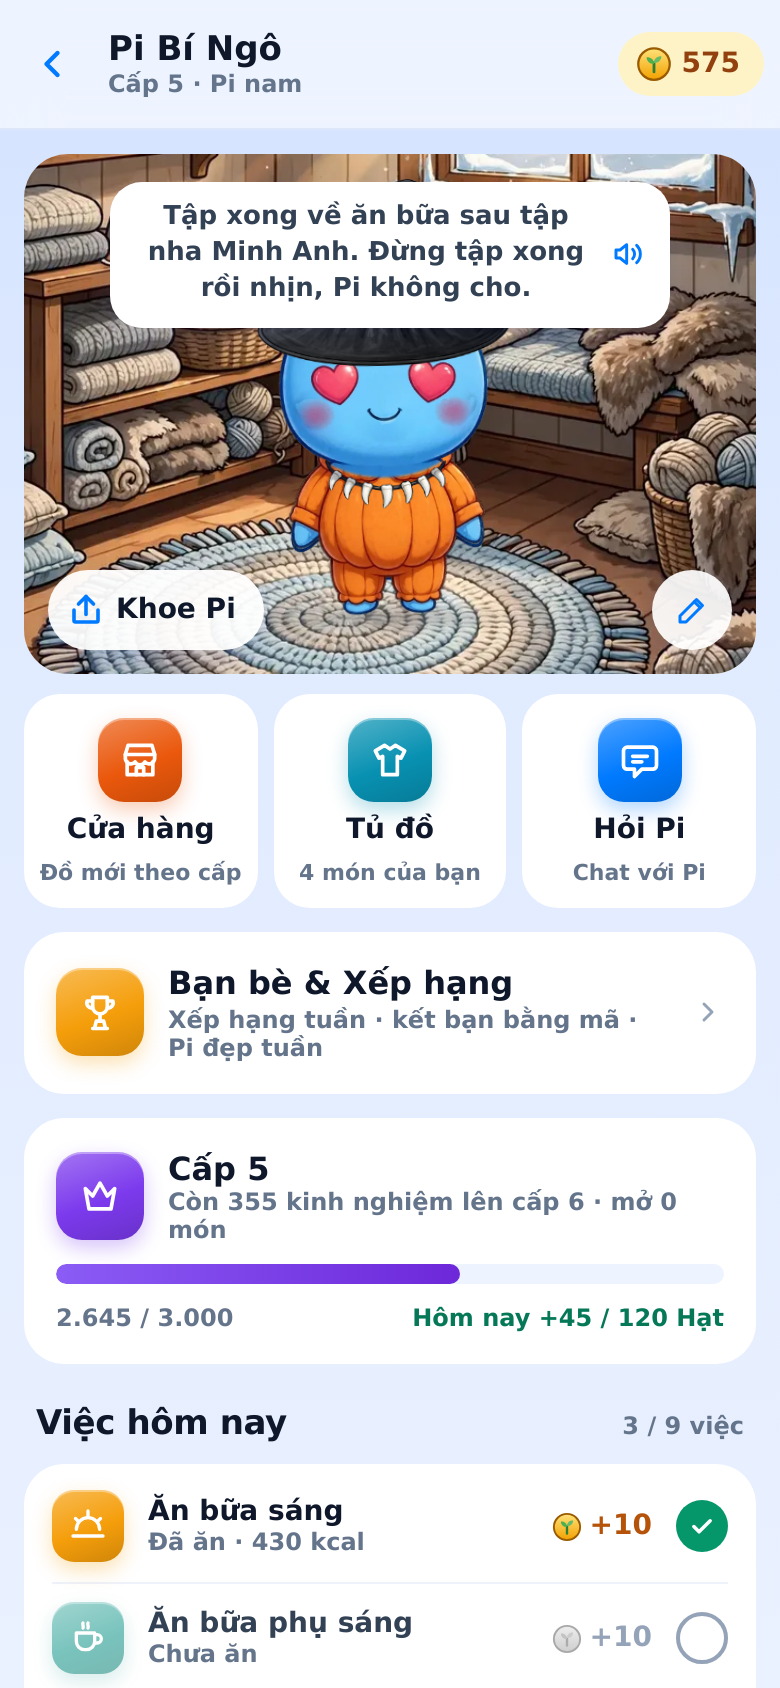 Pi Bí Ngô
Cấp 5 · Pi nam
575
Tập xong về ăn bữa sau tập
nha Minh Anh. Đừng tập xong
rồi nhịn, Pi không cho.
Khoe Pi
Cửa hàng
Đồ mới theo cấp
Tủ đồ
4 món của bạn
Hỏi Pi
Chat với Pi
Bạn bè & Xếp hạng
Xếp hạng tuần · kết bạn bằng mã ·
Pi đẹp tuần
Cấp 5
Còn 355 kinh nghiệm lên cấp 6 · mở 0
món
2.645 / 3.000
Hôm nay +45 / 120 Hạt
Việc hôm nay
3 / 9 việc
Ăn bữa sáng
Đã ăn · 430 kcal
+10
Ăn bữa phụ sáng
Chưa ăn
+10